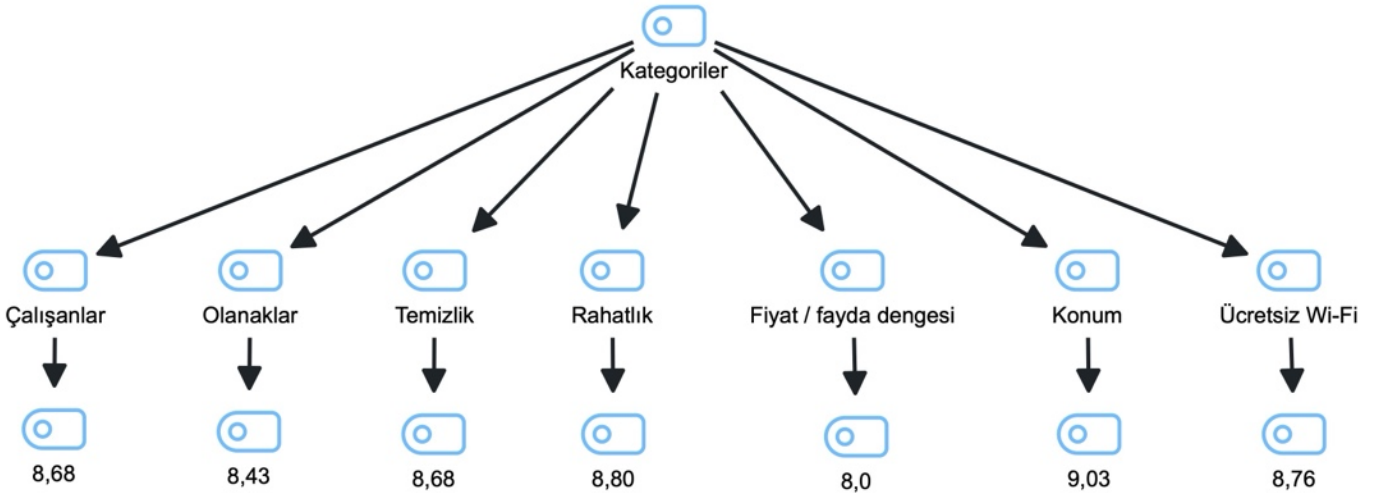 Kategoriler
Çalışanlar
Olanaklar
Temizlik
Rahatlık
Fiyat / fayda dengesi
Konum
Ücretsiz Wi-Fi
8,68
8,43
8,68
8,80
8,0
9,03
8,76